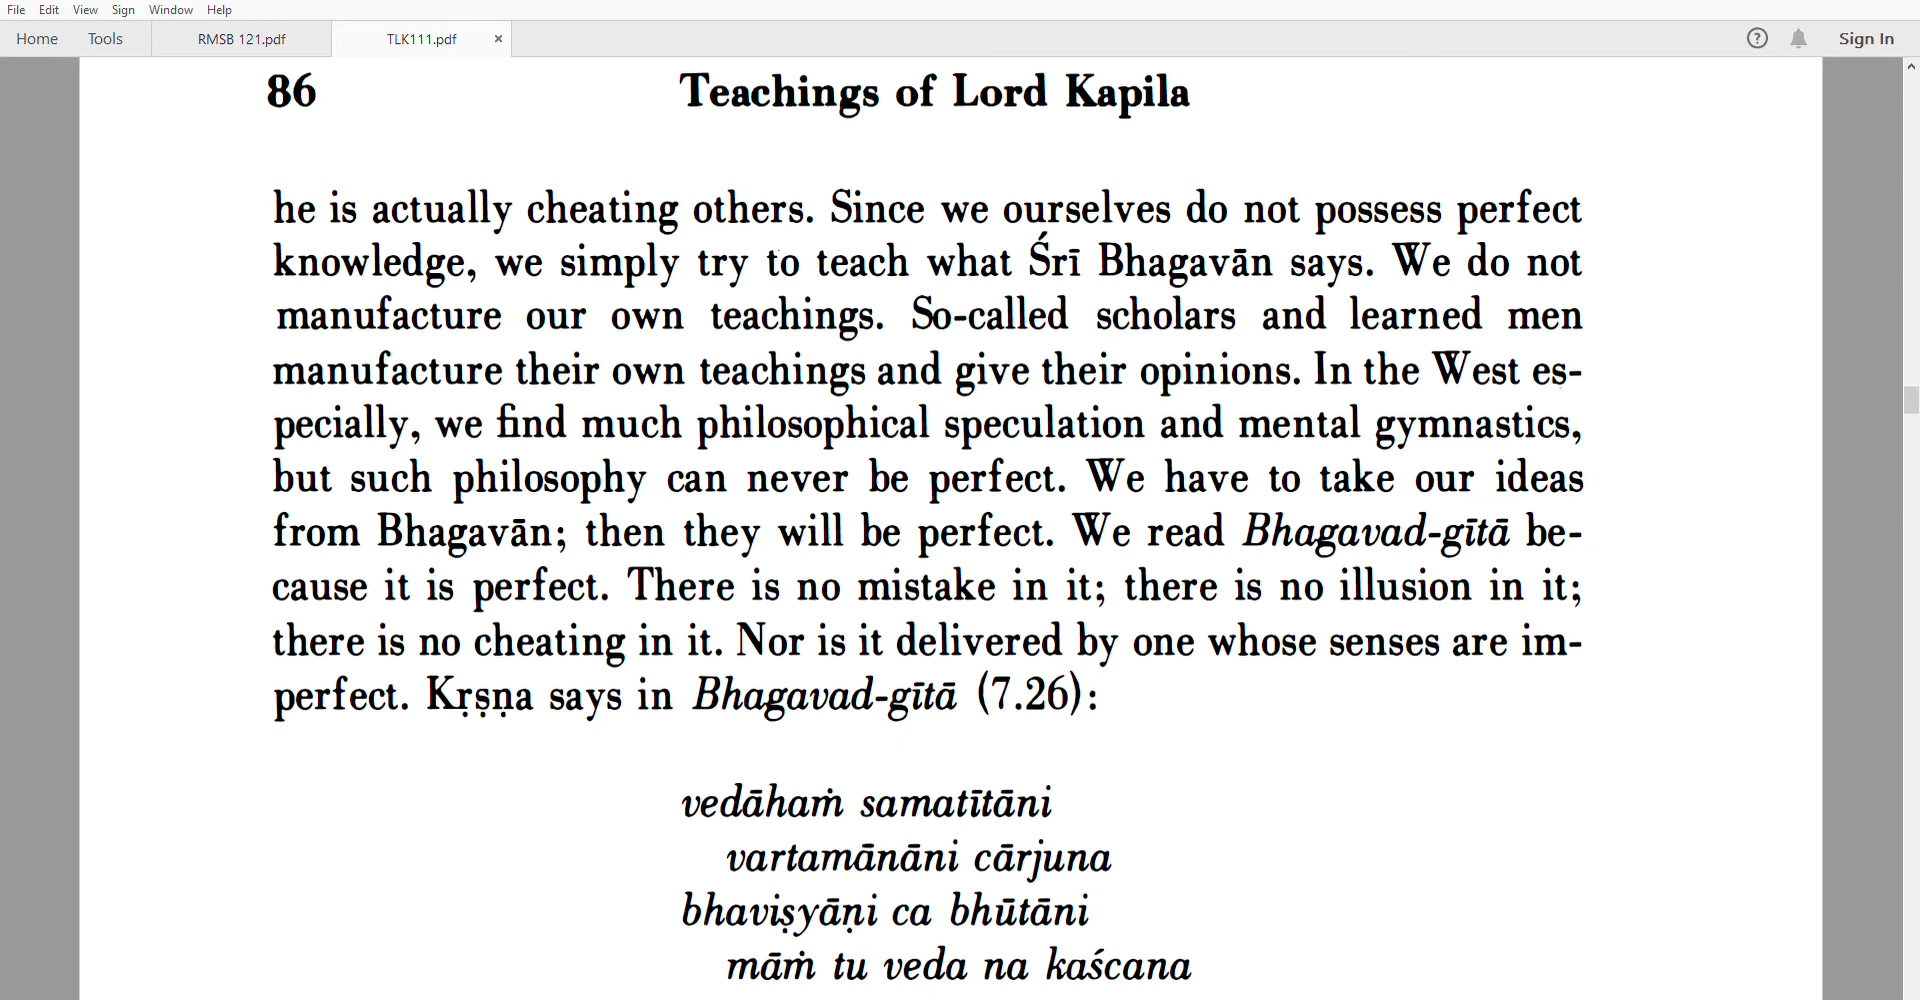 File Edit View Sign Window Help
Home Tools RMSB 121.pdf TLK111.pdf × ? Sign In
86 Teachings of Lord Kapila
he is actually cheating others. Since we ourselves do not possess perfect
knowledge, we simply try to teach what Śrī Bhagavān says. We do not
manufacture our own teachings. So-called scholars and learned men
manufacture their own teachings and give their opinions. In the West es-
pecially, we find much philosophical speculation and mental gymnastics,
but such philosophy can never be perfect. We have to take our ideas
from Bhagavān; then they will be perfect. We read Bhagavad-gītā be-
cause it is perfect. There is no mistake in it; there is no illusion in it;
there is no cheating in it. Nor is it delivered by one whose senses are im-
perfect. Kṛṣṇa says in Bhagavad-gītā (7.26):
vedāhaṁ samatītāni
vartamānāni cārjuna
bhaviṣyāṇi ca bhūtāni
māṁ tu veda na kaścana